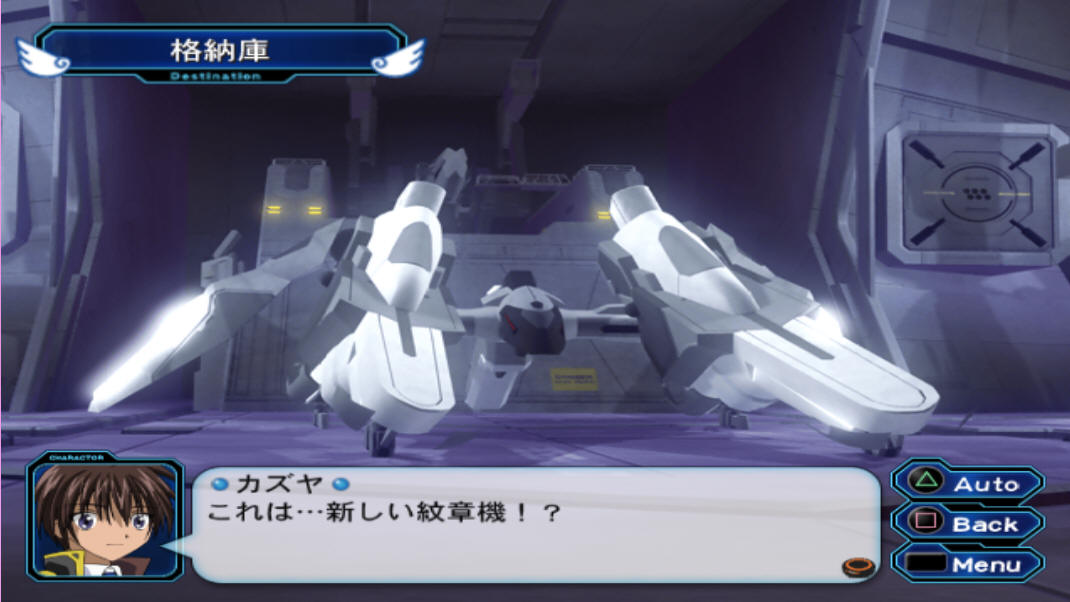 格納庫
Destination
CHARACTOR
カズヤ
これは…新しい紋章機！？
Auto
Back
Menu